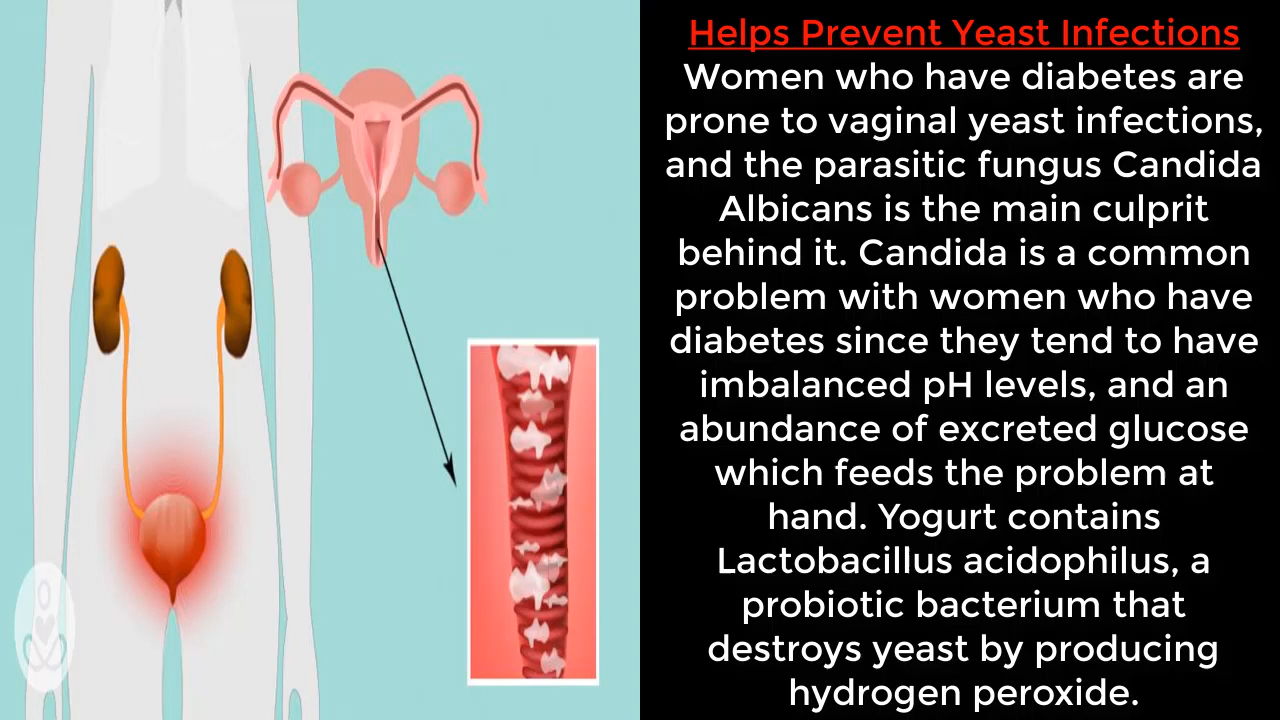 Helps Prevent Yeast Infections
Women who have diabetes are
prone to vaginal yeast infections,
and the parasitic fungus Candida
Albicans is the main culprit
behind it. Candida is a common
problem with women who have
diabetes since they tend to have
imbalanced pH levels, and an
abundance of excreted glucose
which feeds the problem at
hand. Yogurt contains
Lactobacillus acidophilus, a
probiotic bacterium that
destroys yeast by producing
hydrogen peroxide.